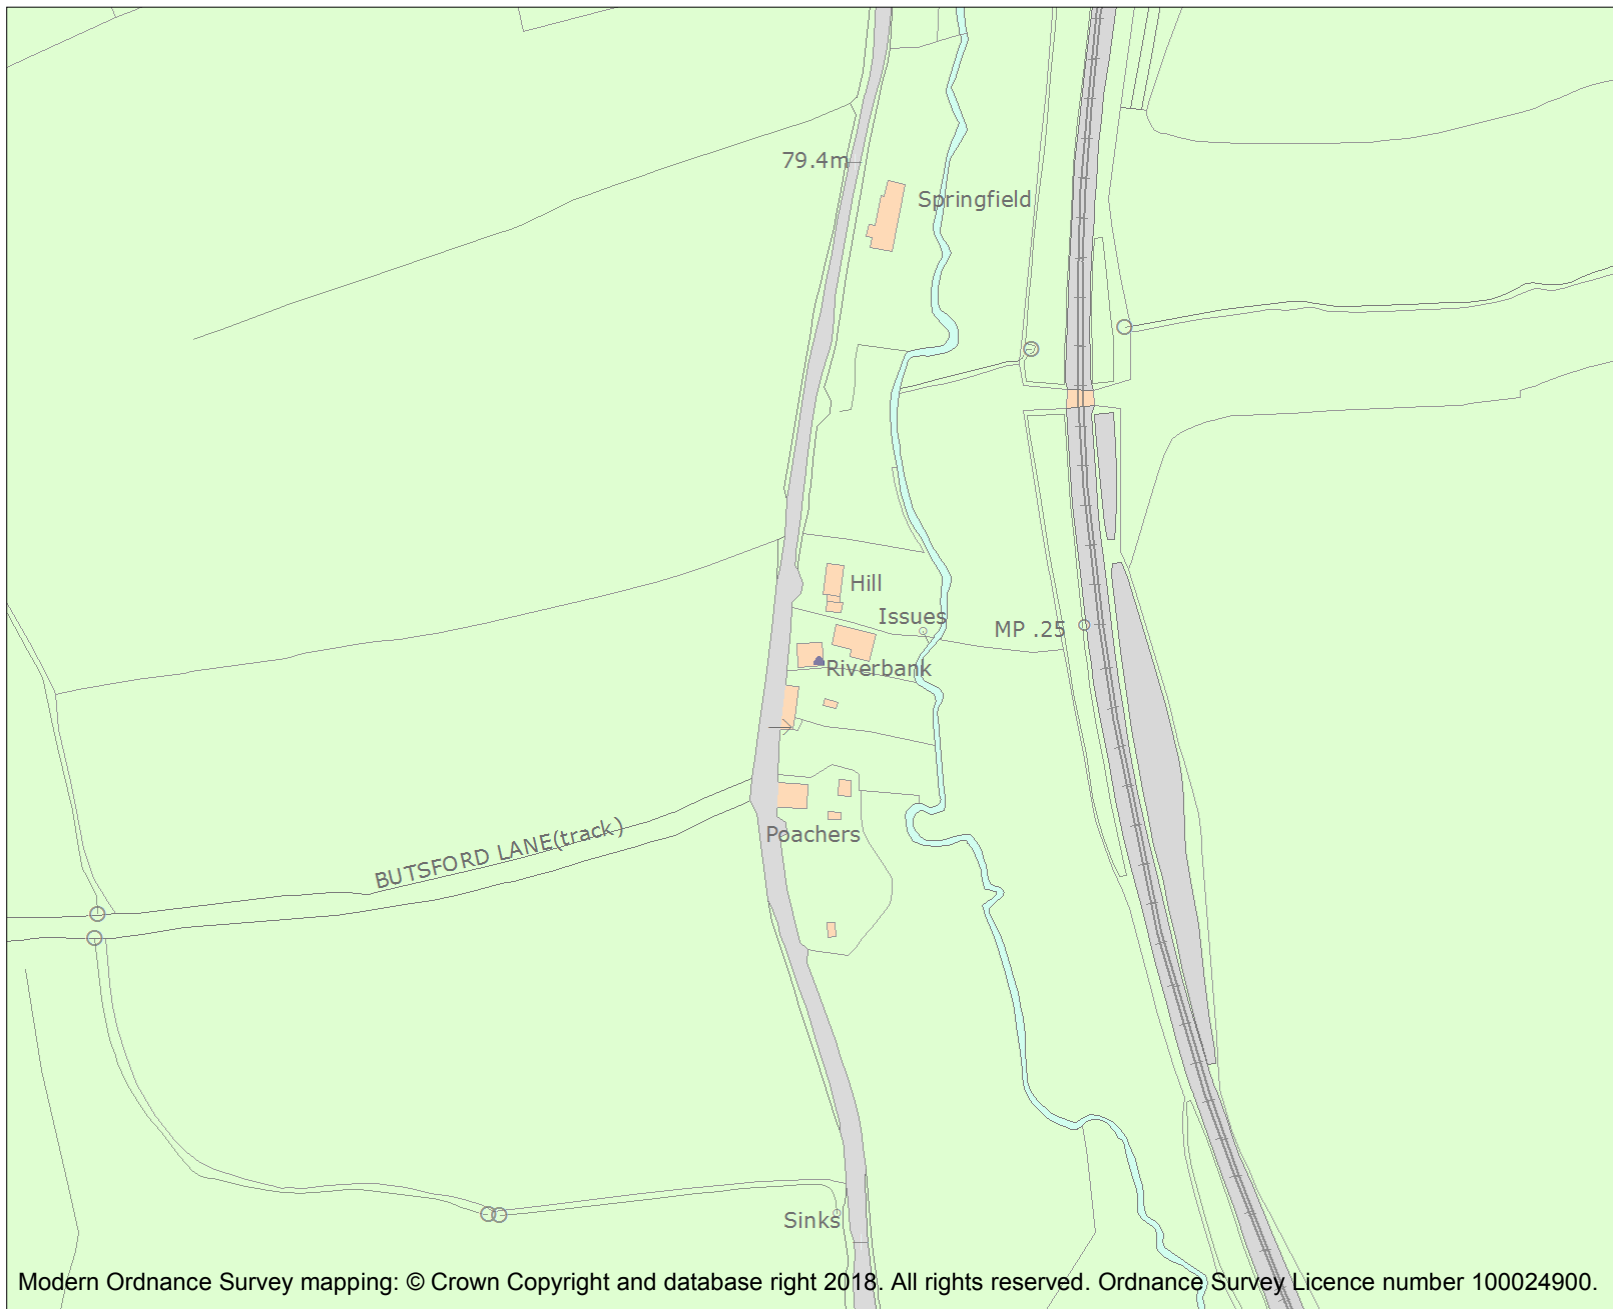 79.4m
Springfield
Hill
Issues
MP .25
Riverbank
BUTSFORD LANE(track)
Poachers
Sinks
Modern Ordnance Survey mapping: © Crown Copyright and database right 2018. All rights reserved. Ordnance Survey Licence number 100024900.